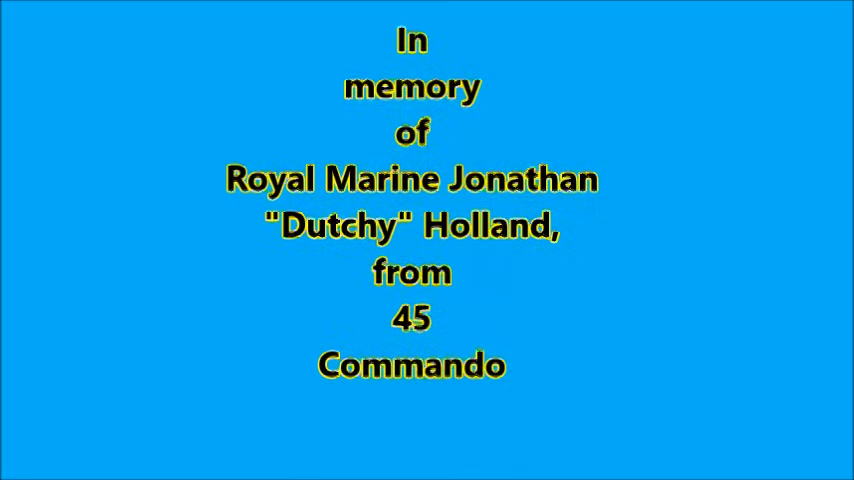 In
memory
of
Royal Marine Jonathan
"Dutchy" Holland,
from
45
Commando